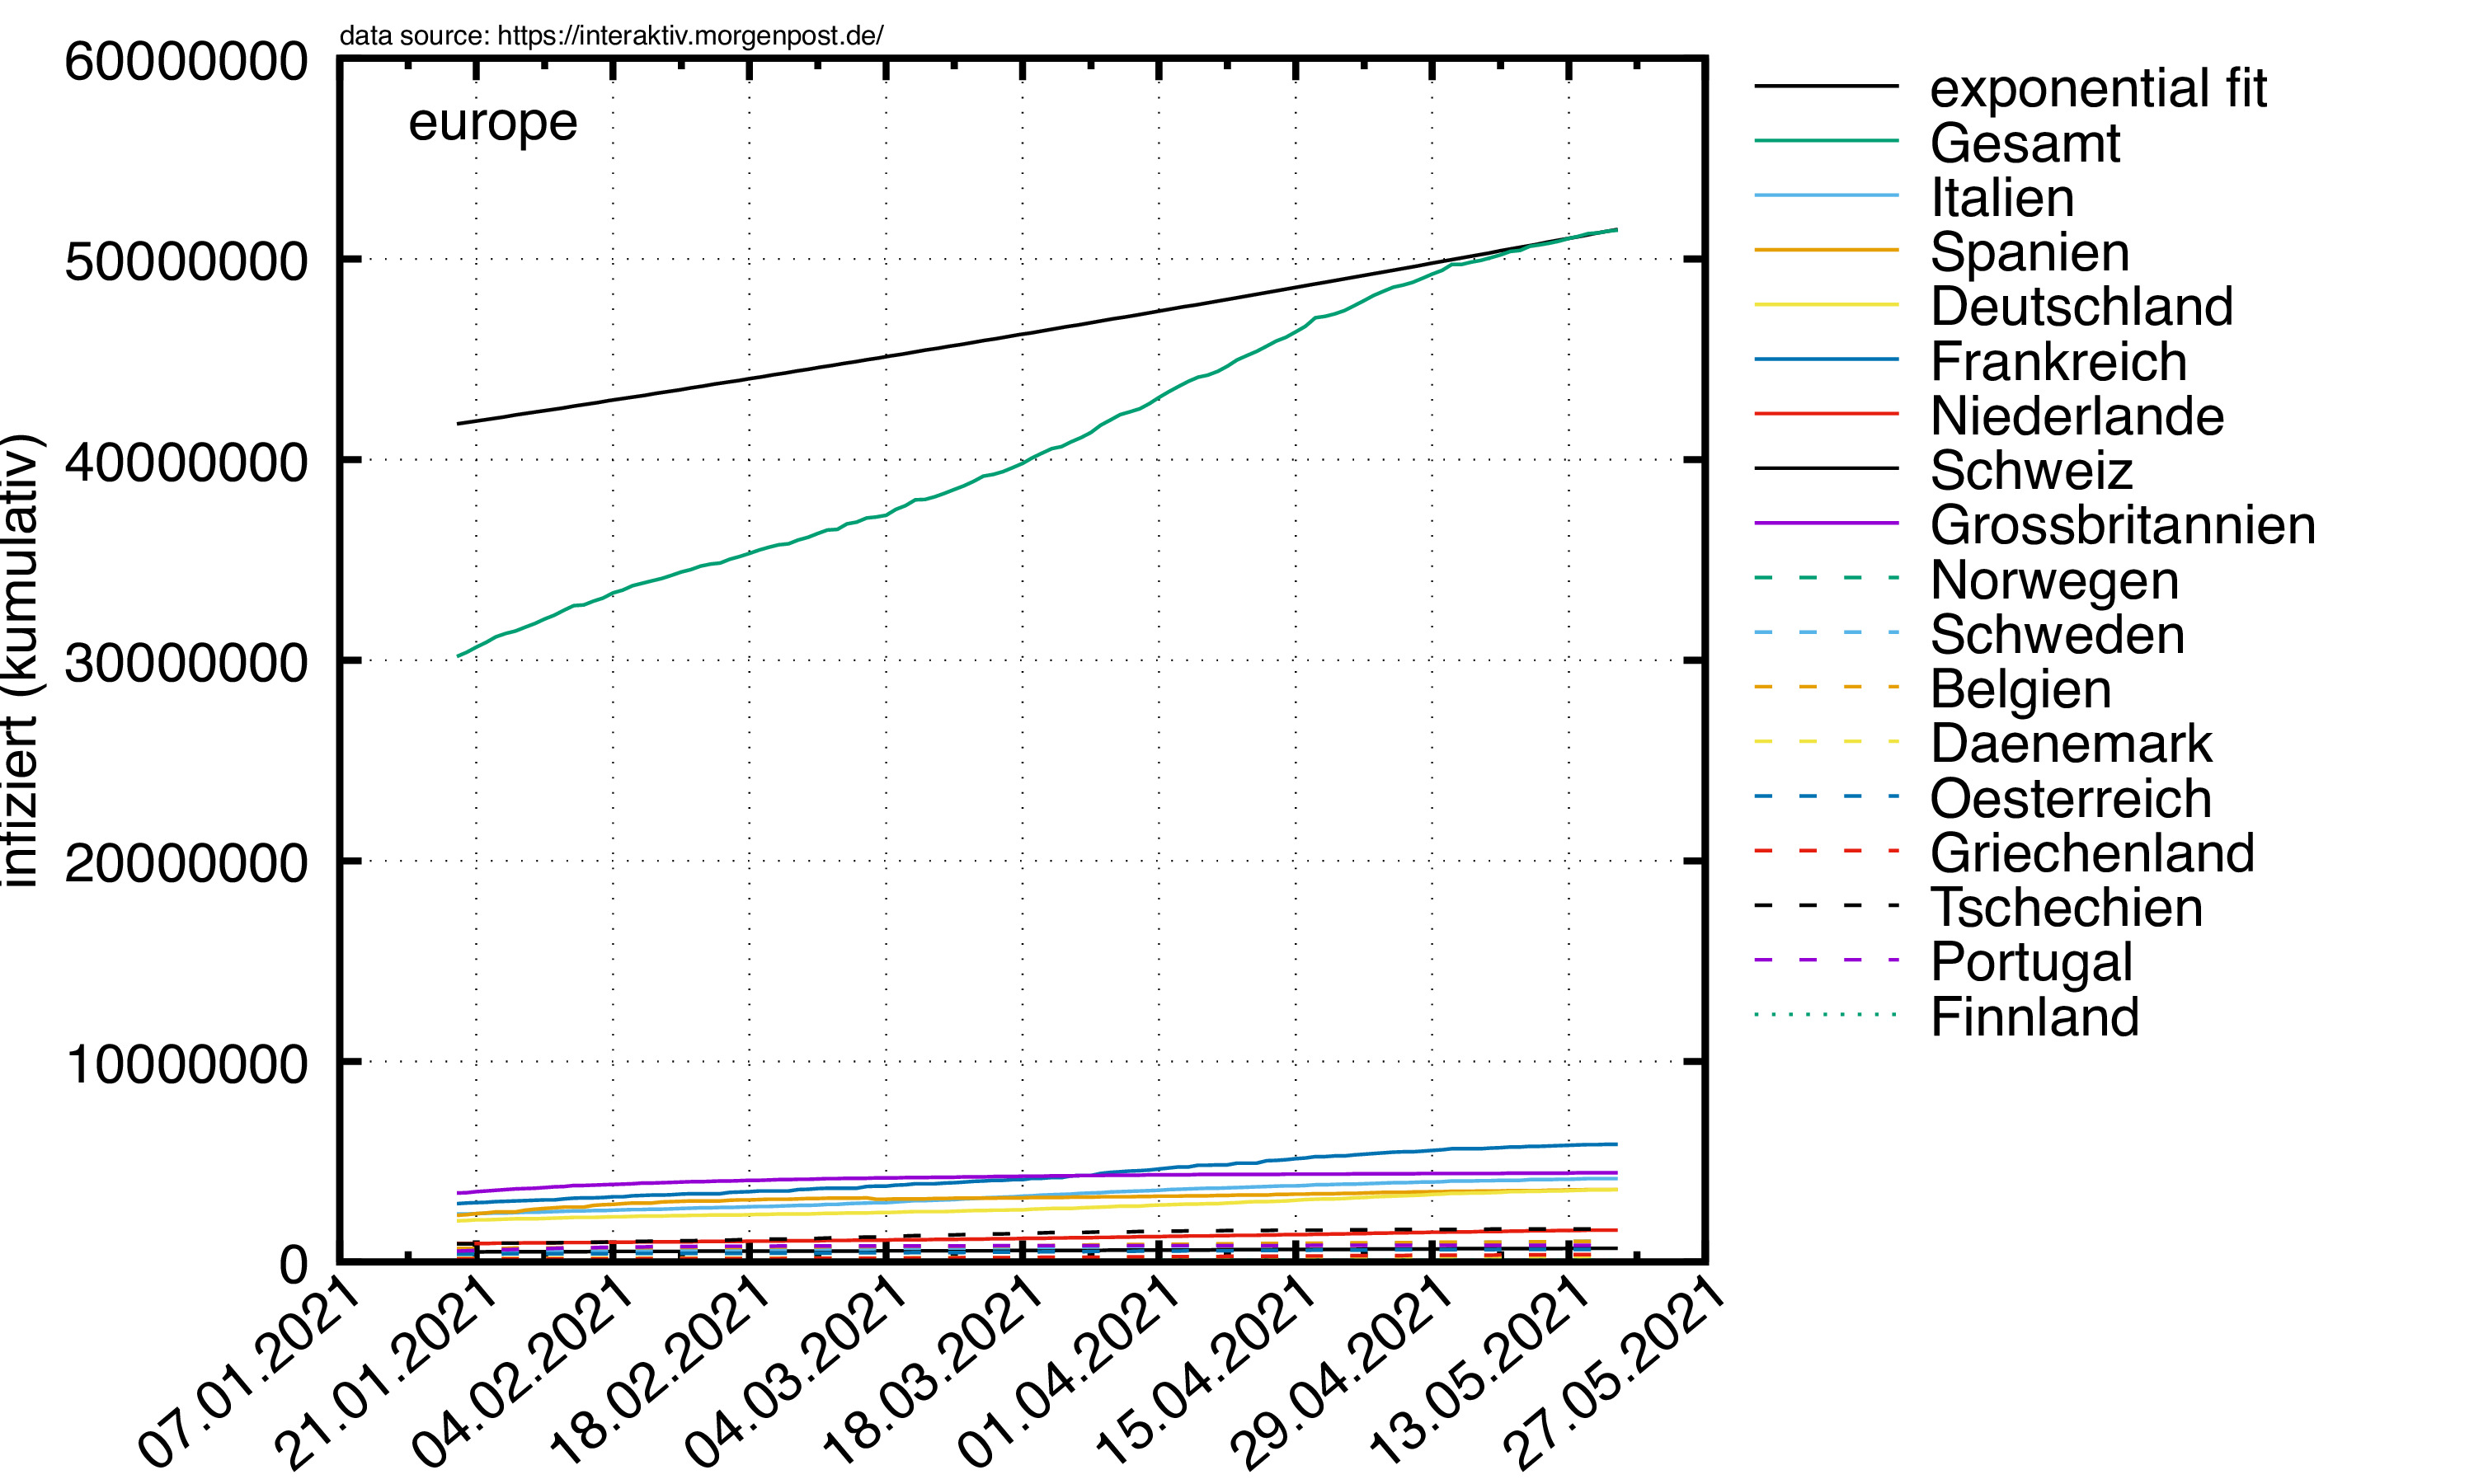 data source: https://interaktiv.morgenpost.de/
europe
infiziert (kumulativ)
60000000
50000000
40000000
30000000
20000000
10000000
0
07.01.2021
21.01.2021
04.02.2021
18.02.2021
04.03.2021
18.03.2021
01.04.2021
15.04.2021
29.04.2021
13.05.2021
27.05.2021
exponential fit
Gesamt
Italien
Spanien
Deutschland
Frankreich
Niederlande
Schweiz
Grossbritannien
Norwegen
Schweden
Belgien
Daenemark
Oesterreich
Griechenland
Tschechien
Portugal
Finnland